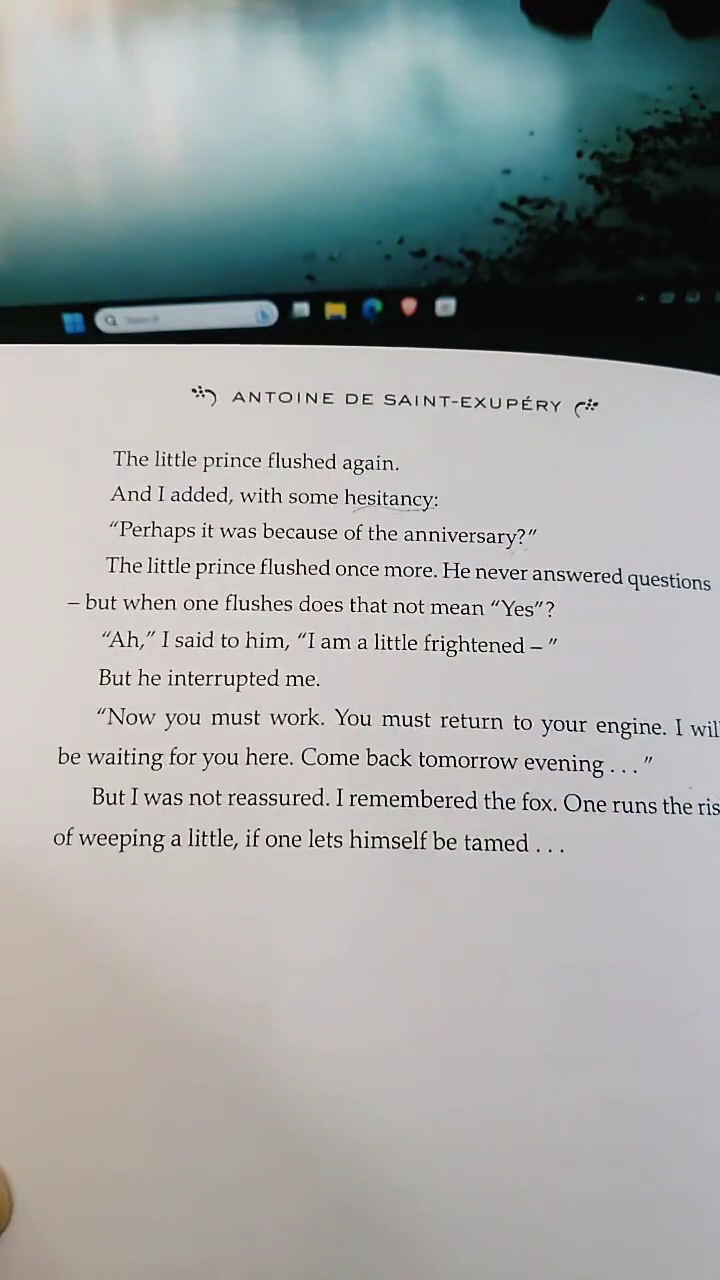 Search
ANTOINE DE SAINT-EXUPÉRY
The little prince flushed again.
And I added, with some hesitancy:
“Perhaps it was because of the anniversary?”
The little prince flushed once more. He never answered questions
– but when one flushes does that not mean “Yes”?
“Ah,” I said to him, “I am a little frightened – ”
But he interrupted me.
“Now you must work. You must return to your engine. I wil
be waiting for you here. Come back tomorrow evening . . . ”
But I was not reassured. I remembered the fox. One runs the ris
of weeping a little, if one lets himself be tamed . . .